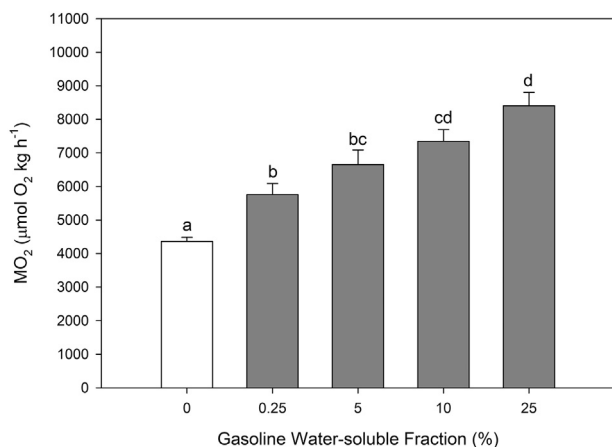 11000
10000
9000
8000
7000
6000
5000
4000
3000
2000
1000
0
MO₂ (μmol O₂ kg h⁻¹)
a
b
bc
cd
d
0 0.25 5 10 25
Gasoline Water-soluble Fraction (%)